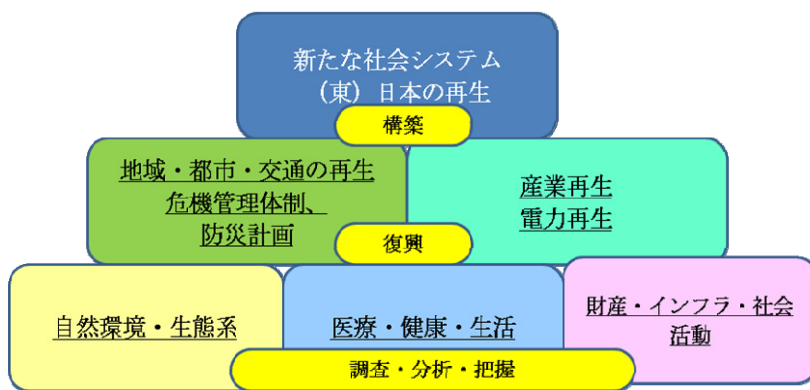 新たな社会システム
（東）日本の再生
構築
地域・都市・交通の再生
危機管理体制、
防災計画
産業再生
電力再生
復興
自然環境・生態系
医療・健康・生活
財産・インフラ・社会
活動
調査・分析・把握